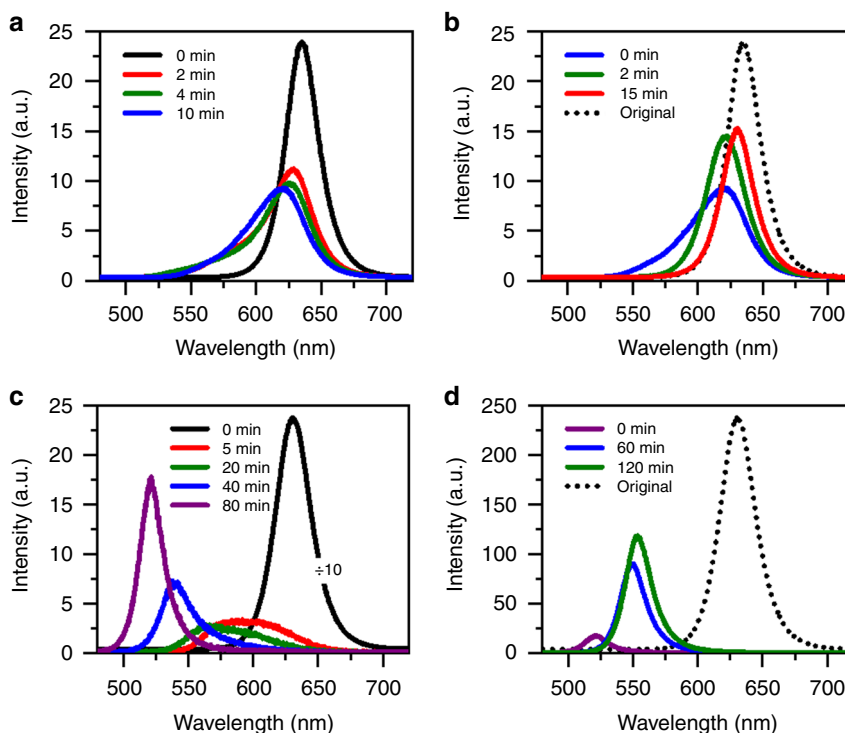 a
25
20
15
10
5
0
Intensity (a.u.)
0 min
2 min
4 min
10 min
500 550 600 650 700
Wavelength (nm)
b
25
20
15
10
5
0
Intensity (a.u.)
0 min
2 min
15 min
Original
500 550 600 650 700
Wavelength (nm)
c
25
20
15
10
5
0
Intensity (a.u.)
0 min
5 min
20 min
40 min
80 min
÷10
500 550 600 650 700
Wavelength (nm)
d
250
200
150
100
50
0
Intensity (a.u.)
0 min
60 min
120 min
Original
500 550 600 650 700
Wavelength (nm)